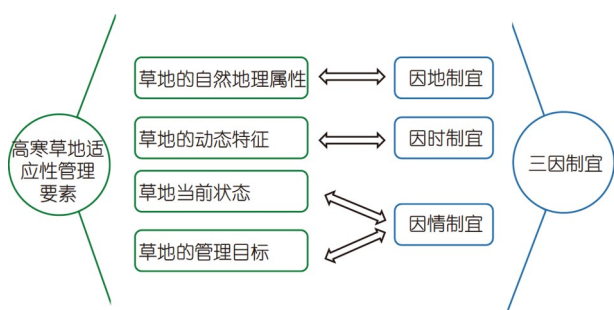 高寒草地适
应性管理
要素
草地的自然地理属性
因地制宜
草地的动态特征
因时制宜
草地当前状态
草地的管理目标
因情制宜
三因制宜